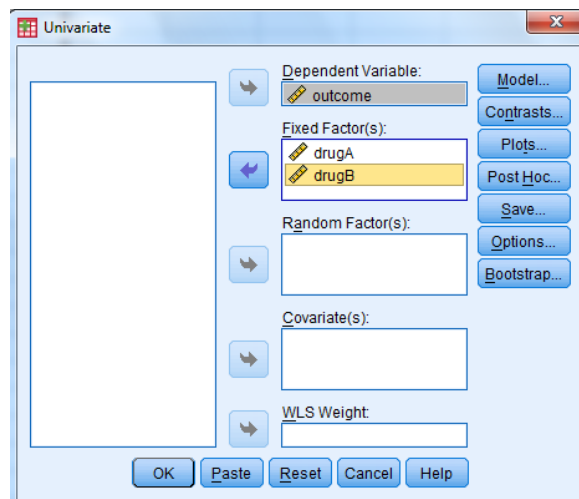 Univariate
Dependent Variable:
outcome
Fixed Factor(s):
drugA
drugB
Random Factor(s):
Covariate(s):
WLS Weight:
Model...
Contrasts...
Plots...
Post Hoc...
Save...
Options...
Bootstrap...
OK
Paste
Reset
Cancel
Help